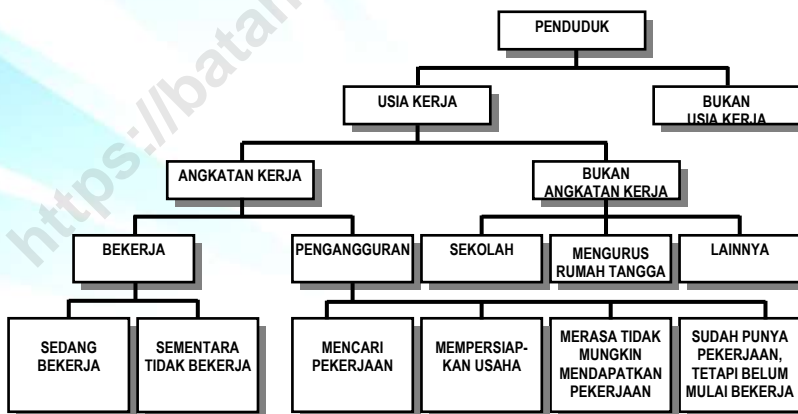 PENDUDUK
USIA KERJA
BUKAN
USIA KERJA
ANGKATAN KERJA
BUKAN
ANGKATAN KERJA
BEKERJA
PENGANGGURAN
SEKOLAH
MENGURUS
RUMAH TANGGA
LAINNYA
SEDANG
BEKERJA
SEMENTARA
TIDAK BEKERJA
MENCARI
PEKERJAAN
MEMPERSIAP-
KAN USAHA
MERASA TIDAK
MUNGKIN
MENDAPATKAN
PEKERJAAN
SUDAH PUNYA
PEKERJAAN,
TETAPI BELUM
MULAI BEKERJA
https://batan